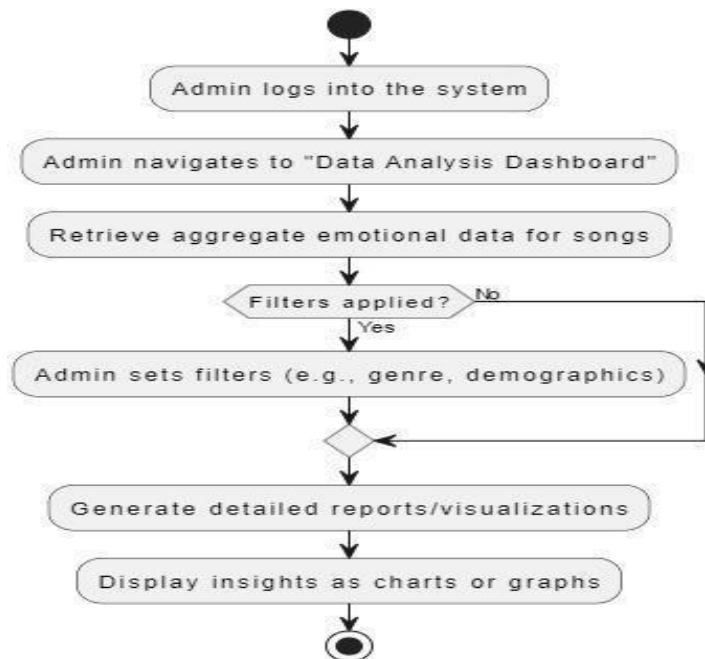 Admin logs into the system
Admin navigates to "Data Analysis Dashboard"
Retrieve aggregate emotional data for songs
Filters applied?
No
Yes
Admin sets filters (e.g., genre, demographics)
Generate detailed reports/visualizations
Display insights as charts or graphs